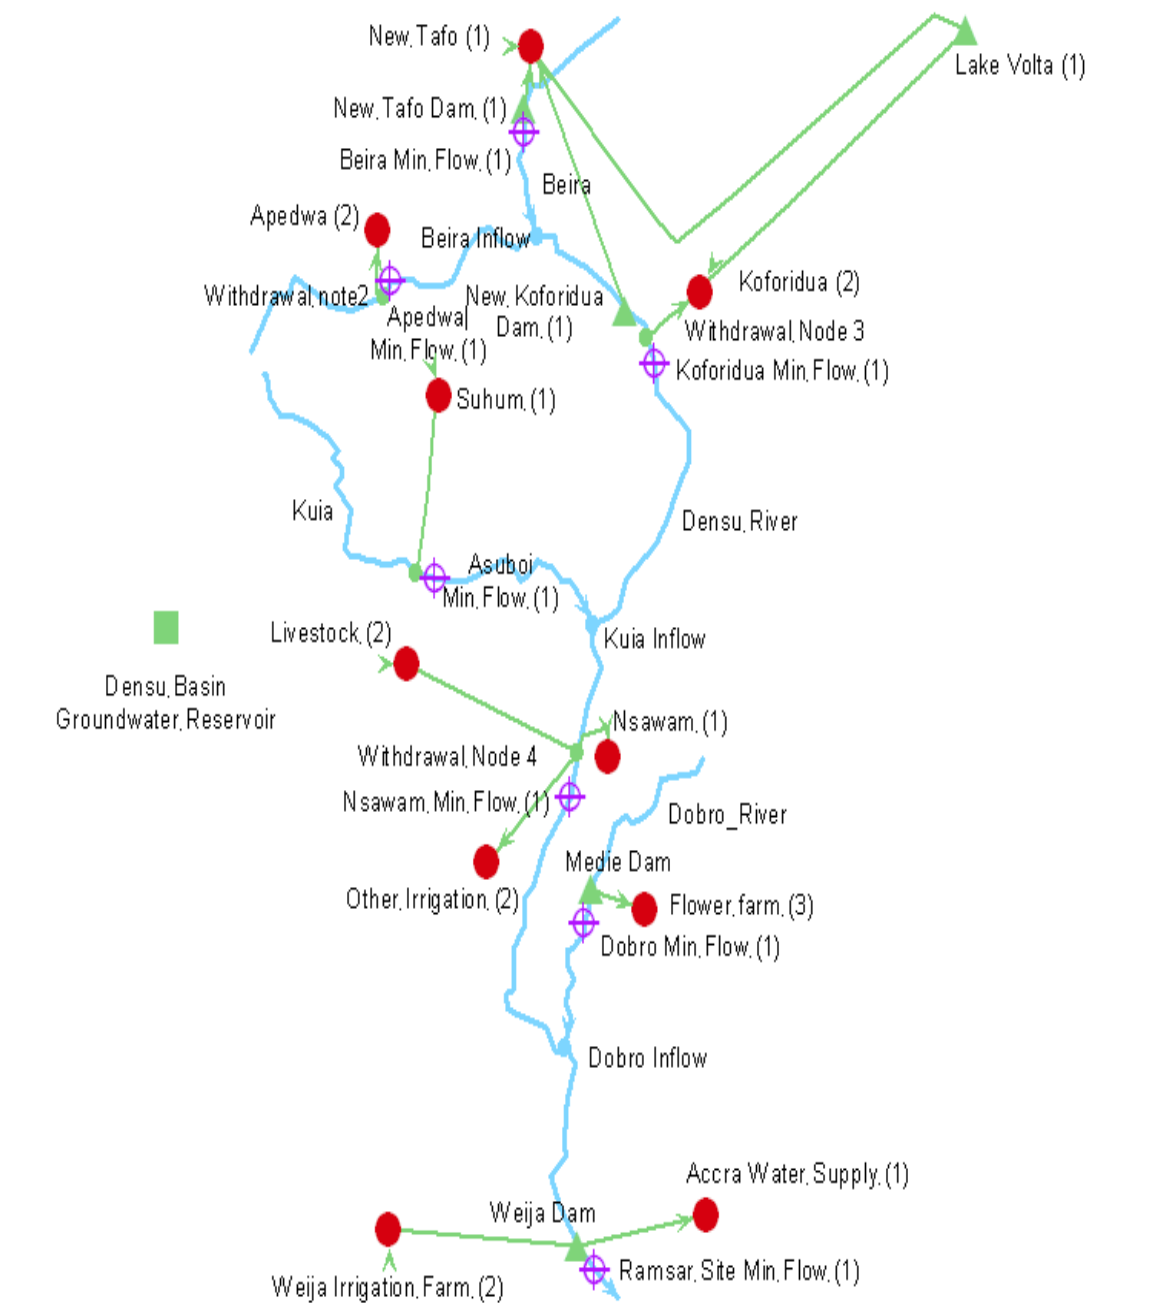 New, Tafo (1)
Lake Volta (1)
New, Tafo Dam, (1)
Beira Min, Flow, (1)
Beira
Apedwa (2)
Beira Inflow
Koforidua (2)
Withdrawal, note2
New, Koforidua
Dam, (1)
Apedwa
Min, Flow, (1)
Withdrawal, Node 3
Koforidua Min, Flow, (1)
Suhum, (1)
Kuia
Densu, River
Asuboi
Min, Flow, (1)
Livestock, (2)
Kuia Inflow
Densu, Basin
Groundwater, Reservoir
Nsawam, (1)
Withdrawal, Node 4
Nsawam, Min, Flow, (1)
Dobro_River
Medie Dam
Other, Irrigation, (2)
Flower, farm, (3)
Dobro Min, Flow, (1)
Dobro Inflow
Accra Water, Supply, (1)
Weija Dam
Weija Irrigation, Farm, (2)
Ramsar, Site Min, Flow, (1)